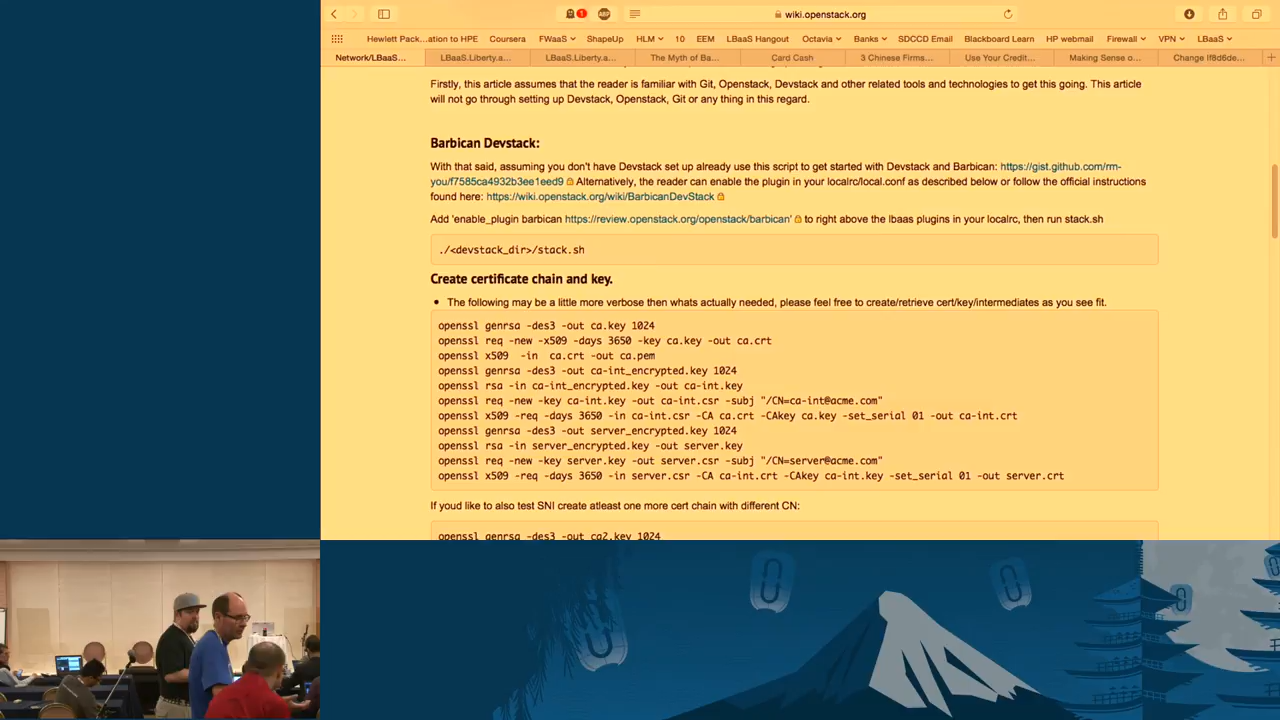 1
ABP
wiki.openstack.org
Hewlett Pack...ation to HPE Coursera FWaaS ShapeUp HLM 10 EEM LBaaS Hangout Octavia Banks SDCCD Email Blackboard Learn HP webmail Firewall VPN LBaaS
Network/LBaaS... LBaaS.Liberty.a... LBaaS.Liberty.a... The Myth of Ba... Card Cash 3 Chinese Firms... Use Your Credit... Making Sense o... Change If8d6de...
Firstly, this article assumes that the reader is familiar with Git, Openstack, Devstack and other related tools and technologies to get this going. This article
will not go through setting up Devstack, Openstack, Git or any thing in this regard.
Barbican Devstack:
With that said, assuming you don't have Devstack set up already use this script to get started with Devstack and Barbican: https://gist.github.com/rm-
you/f7585ca4932b3ee1eed9 Alternatively, the reader can enable the plugin in your localrc/local.conf as described below or follow the official instructions
found here: https://wiki.openstack.org/wiki/BarbicanDevStack
Add 'enable_plugin barbican https://review.openstack.org/openstack/barbican' to right above the lbaas plugins in your localrc, then run stack.sh
./<devstack_dir>/stack.sh
Create certificate chain and key.
• The following may be a little more verbose then whats actually needed, please feel free to create/retrieve cert/key/intermediates as you see fit.
openssl genrsa -des3 -out ca.key 1024
openssl req -new -x509 -days 3650 -key ca.key -out ca.crt
openssl x509  -in  ca.crt -out ca.pem
openssl genrsa -des3 -out ca-int_encrypted.key 1024
openssl rsa -in ca-int_encrypted.key -out ca-int.key
openssl req -new -key ca-int.key -out ca-int.csr -subj "/CN=ca-int@acme.com"
openssl x509 -req -days 3650 -in ca-int.csr -CA ca.crt -CAkey ca.key -set_serial 01 -out ca-int.crt
openssl genrsa -des3 -out server_encrypted.key 1024
openssl rsa -in server_encrypted.key -out server.key
openssl req -new -key server.key -out server.csr -subj "/CN=server@acme.com"
openssl x509 -req -days 3650 -in server.csr -CA ca-int.crt -CAkey ca-int.key -set_serial 01 -out server.crt
If youd like to also test SNI create atleast one more cert chain with different CN:
openssl genrsa -des3 -out ca2.key 1024